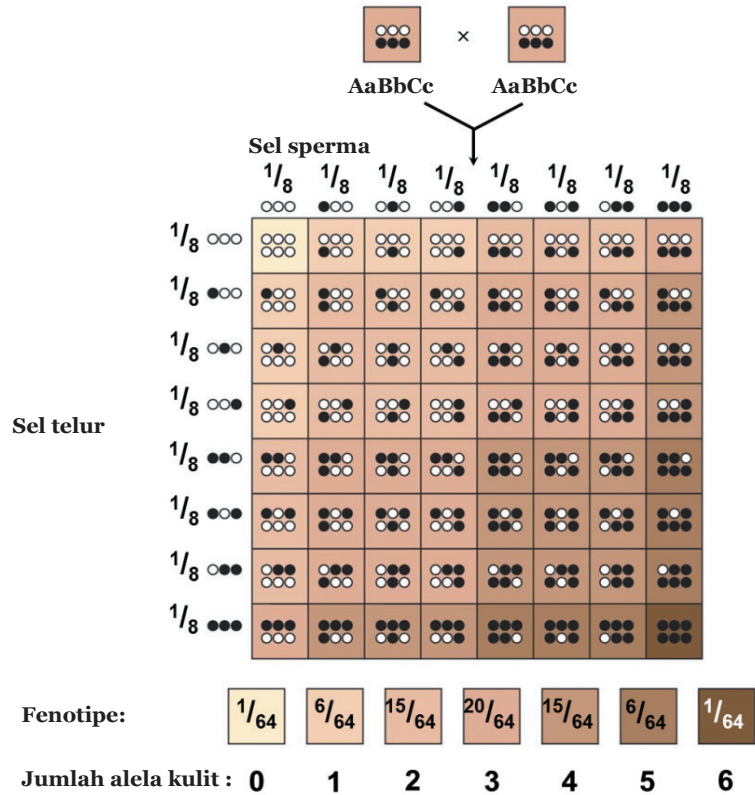 ×
AaBbCc AaBbCc
Sel sperma
1/8 1/8 1/8 1/8 1/8 1/8 1/8 1/8
1/8
1/8
1/8
1/8
Sel telur
1/8
1/8
1/8
1/8
Fenotipe: 1/64 6/64 15/64 20/64 15/64 6/64 1/64
Jumlah alela kulit : 0 1 2 3 4 5 6